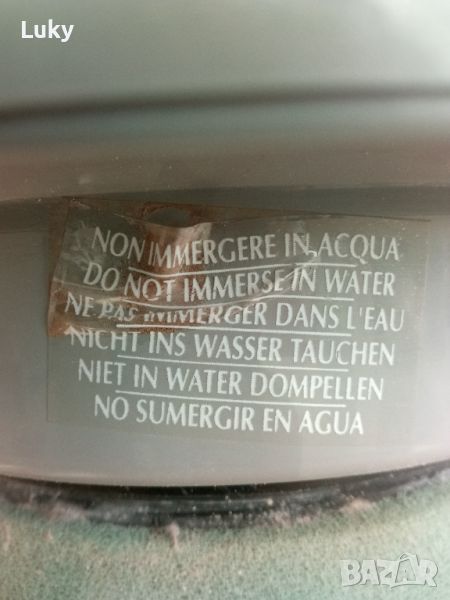 Luky
NON IMMERGERE IN ACQUA
DO NOT IMMERSE IN WATER
NE PAS IMMERGER DANS L'EAU
NICHT INS WASSER TAUCHEN
NIET IN WATER DOMPELLEN
NO SUMERGIR EN AGUA
BAZAR